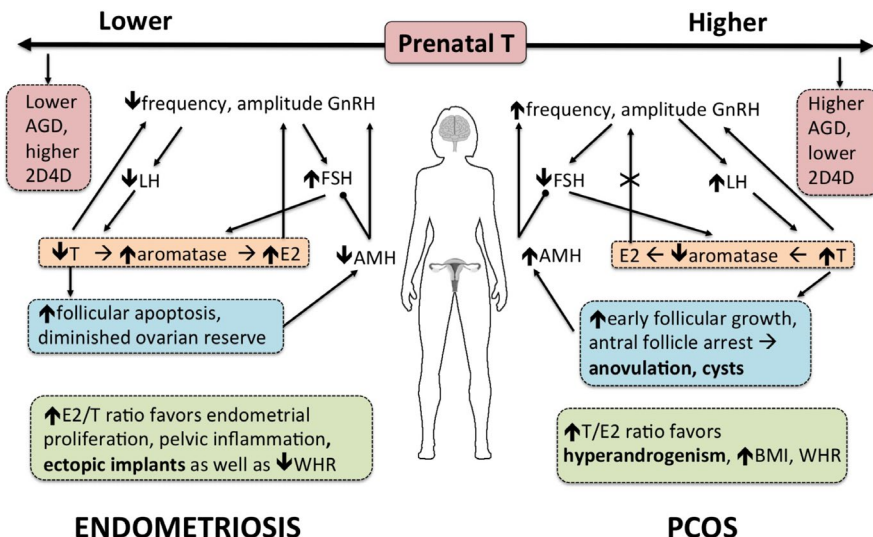 Lower
Prenatal T
Higher
Lower
AGD,
higher
2D4D
↓frequency, amplitude GnRH
↓LH
↑FSH
↓T → ↑aromatase → ↑E2
↓AMH
↑follicular apoptosis,
diminished ovarian reserve
↑E2/T ratio favors endometrial
proliferation, pelvic inflammation,
ectopic implants as well as ↓WHR
ENDOMETRIOSIS
↑frequency, amplitude GnRH
Higher
AGD,
lower
2D4D
↓FSH
↑LH
↑AMH
E2 ← ↓aromatase ← ↑T
↑early follicular growth,
antral follicle arrest →
anovulation, cysts
↑T/E2 ratio favors
hyperandrogenism, ↑BMI, WHR
PCOS